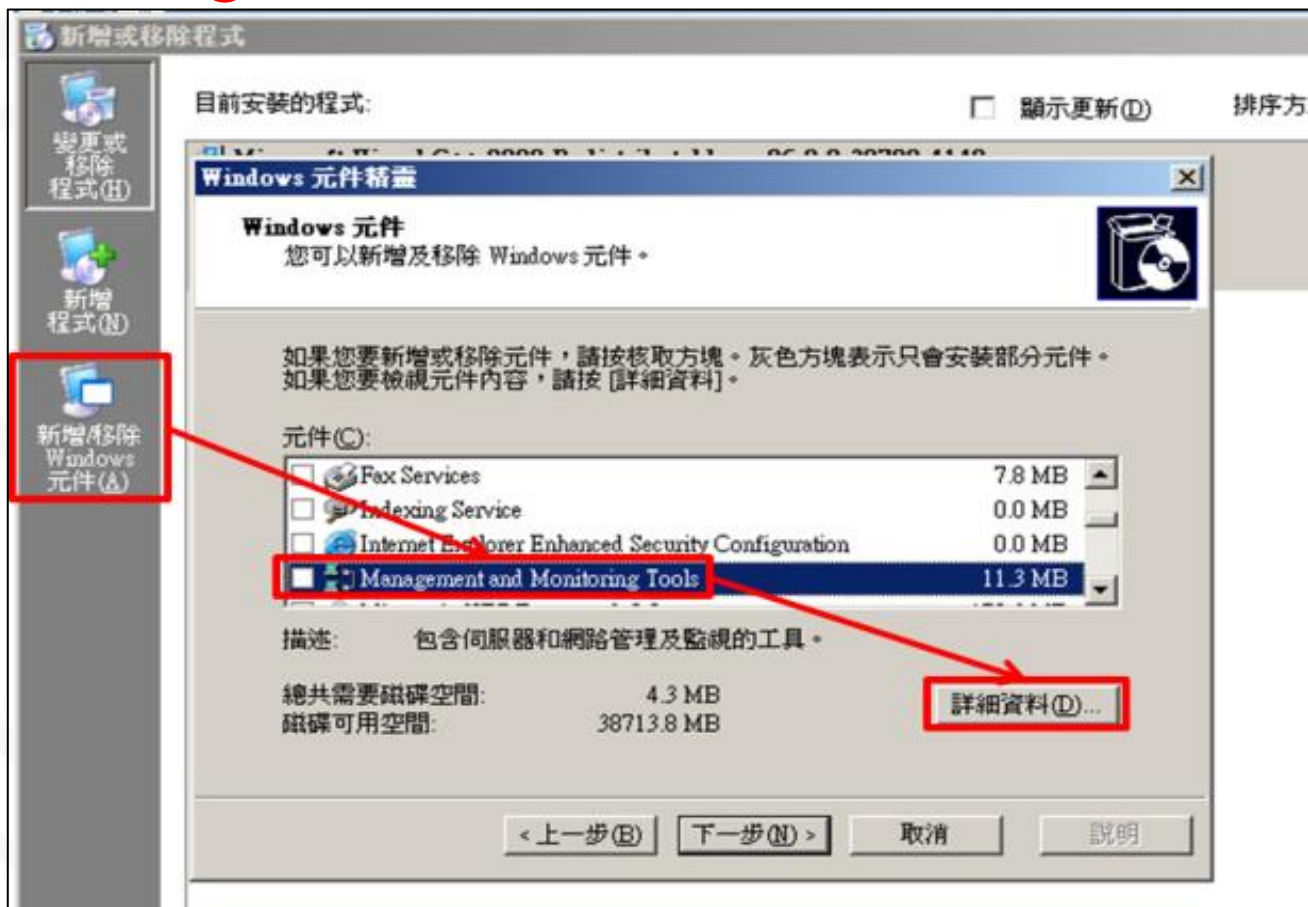 新增或移除程式
變更或
移除
程式(H)
新增
程式(N)
新增/移除
Windows
元件(A)
目前安裝的程式:
顯示更新(D)
排序方
Windows 元件精靈
Windows 元件
您可以新增及移除 Windows 元件。
如果您要新增或移除元件，請按核取方塊。灰色方塊表示只會安裝部分元件。
如果您要檢視元件內容，請按 [詳細資料]。
元件(C):
Fax Services 7.8 MB
Indexing Service 0.0 MB
Internet Explorer Enhanced Security Configuration 0.0 MB
Management and Monitoring Tools 11.3 MB
描述: 包含伺服器和網路管理及監視的工具。
總共需要磁碟空間: 4.3 MB
磁碟可用空間: 38713.8 MB
詳細資料(D)...
< 上一步(B)
下一步(N) >
取消
說明